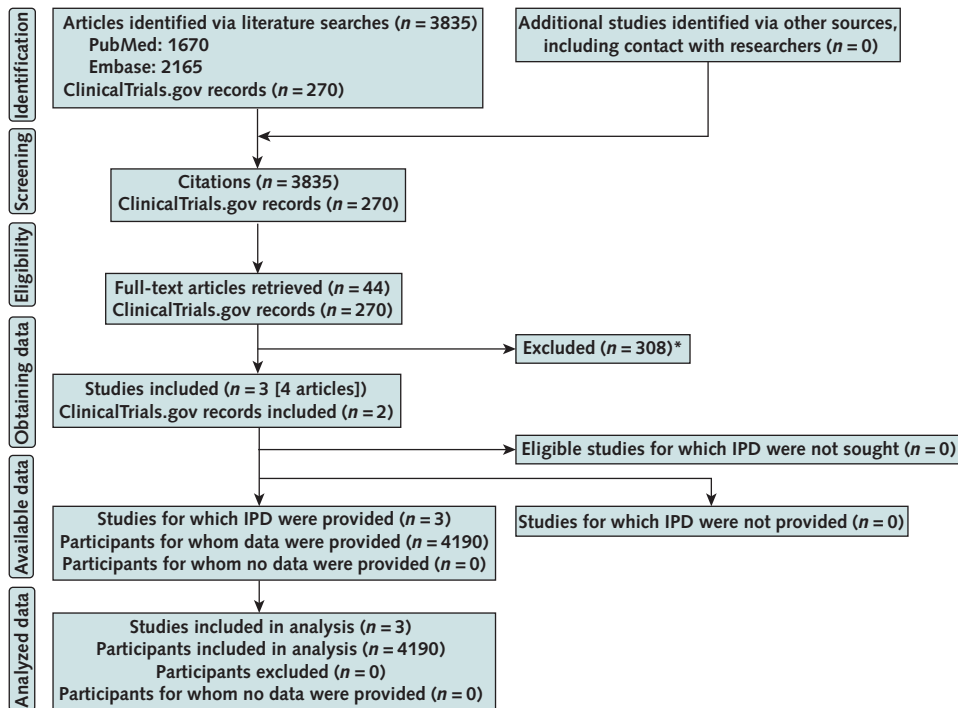 Identification
Articles identified via literature searches (n = 3835)
PubMed: 1670
Embase: 2165
ClinicalTrials.gov records (n = 270)
Additional studies identified via other sources,
including contact with researchers (n = 0)
Screening
Citations (n = 3835)
ClinicalTrials.gov records (n = 270)
Eligibility
Full-text articles retrieved (n = 44)
ClinicalTrials.gov records (n = 270)
Obtaining data
Excluded (n = 308)*
Studies included (n = 3 [4 articles])
ClinicalTrials.gov records included (n = 2)
Eligible studies for which IPD were not sought (n = 0)
Available data
Studies for which IPD were provided (n = 3)
Participants for whom data were provided (n = 4190)
Participants for whom no data were provided (n = 0)
Studies for which IPD were not provided (n = 0)
Analyzed data
Studies included in analysis (n = 3)
Participants included in analysis (n = 4190)
Participants excluded (n = 0)
Participants for whom no data were provided (n = 0)